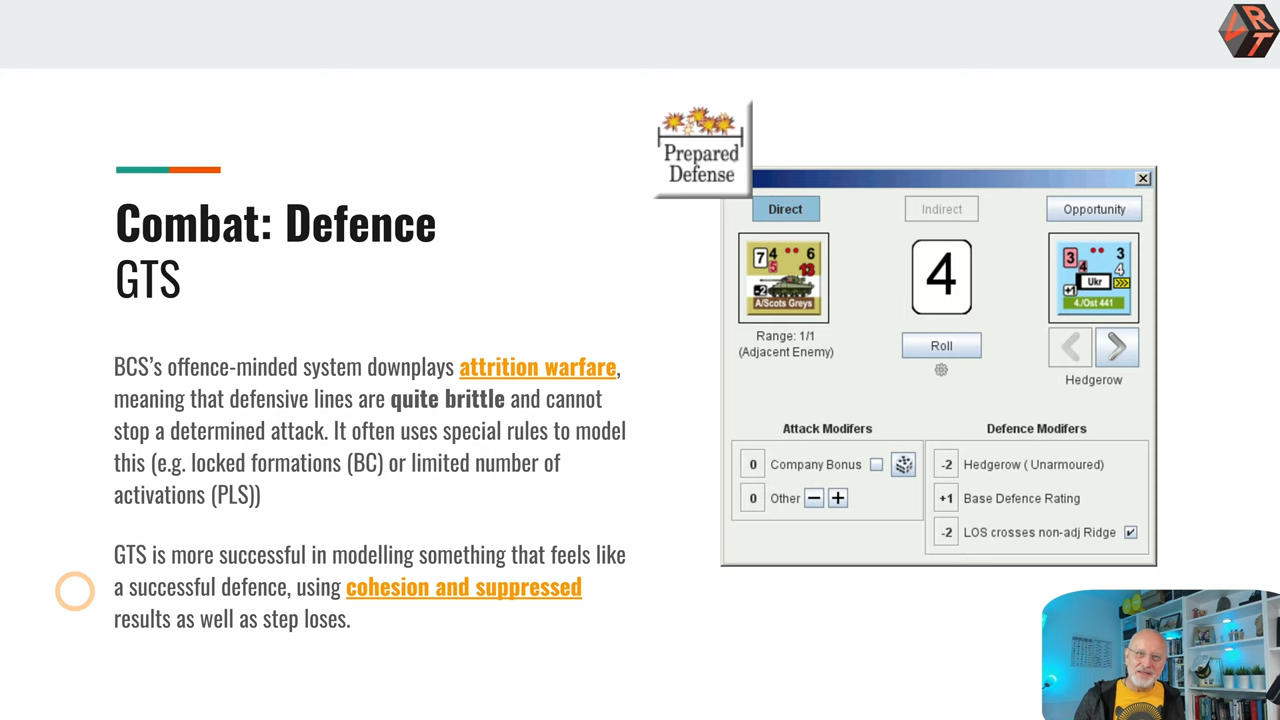 VRT
Combat: Defence
GTS
BCS's offence-minded system downplays attrition warfare,
meaning that defensive lines are quite brittle and cannot
stop a determined attack. It often uses special rules to model
this (e.g. locked formations (BC) or limited number of
activations (PLS))
GTS is more successful in modelling something that feels like
a successful defence, using cohesion and suppressed
results as well as step loses.
Prepared
Defense
Direct
Indirect
Opportunity
7 4 6
5 13
-2
A/Scots Greys
4
3 3
4 4
+1 Ukr
4./Ost 441
Range: 1/1
(Adjacent Enemy)
Roll
Hedgerow
Attack Modifers
0 Company Bonus
0 Other
Defence Modifers
-2 Hedgerow ( Unarmoured)
+1 Base Defence Rating
-2 LOS crosses non-adj Ridge